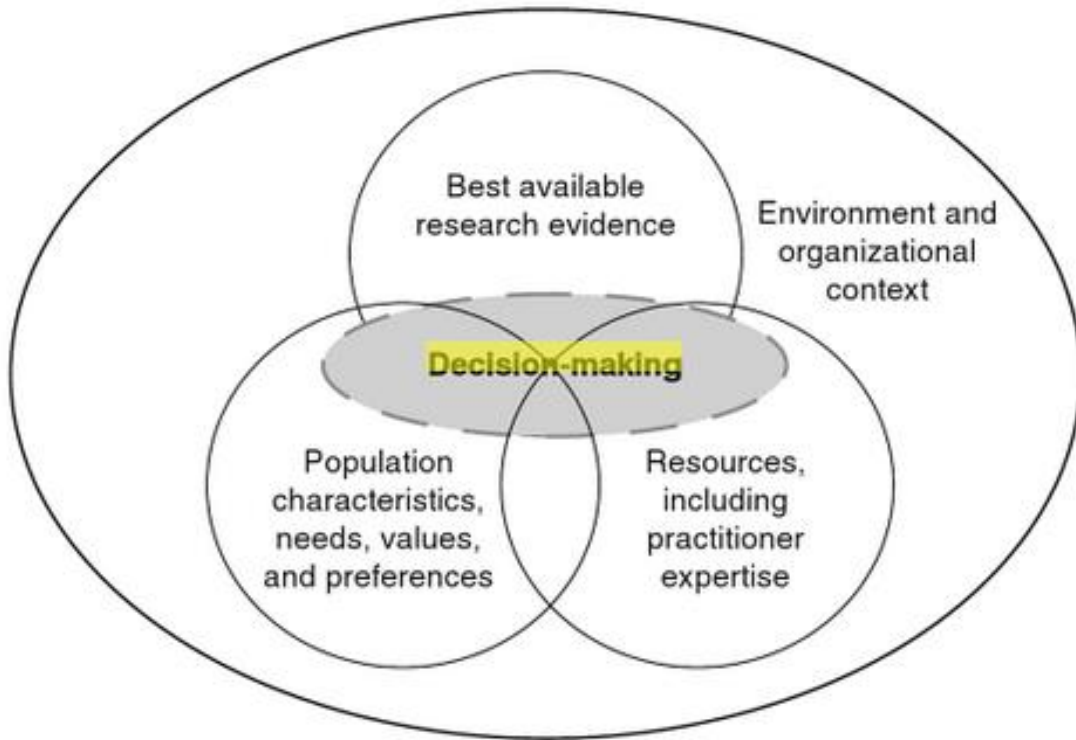 Best available
research evidence
Environment and
organizational
context
Decision-making
Population
characteristics,
needs, values,
and preferences
Resources,
including
practitioner
expertise